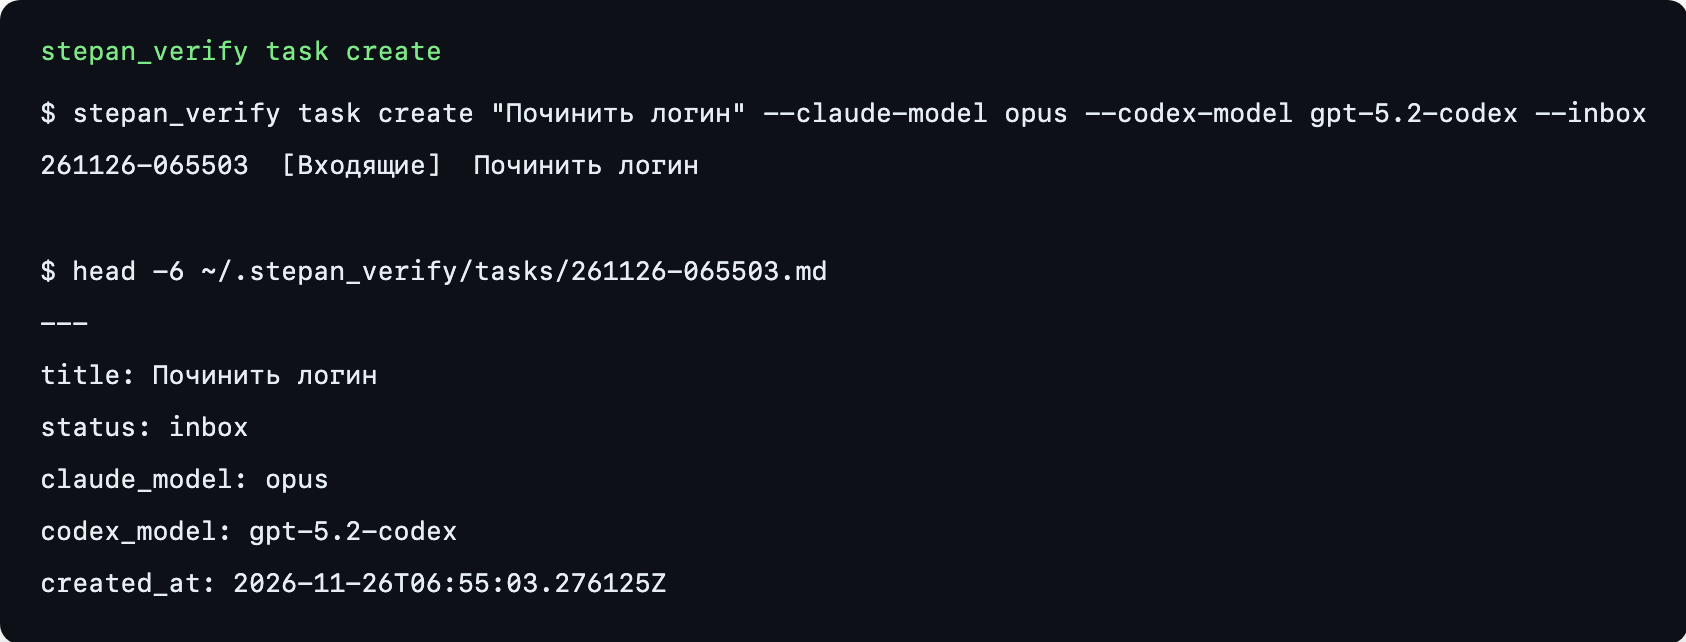 stepan_verify task create
$ stepan_verify task create "Починить логин" --claude-model opus --codex-model gpt-5.2-codex --inbox
261126-065503  [Входящие]  Починить логин
$ head -6 ~/.stepan_verify/tasks/261126-065503.md
---
title: Починить логин
status: inbox
claude_model: opus
codex_model: gpt-5.2-codex
created_at: 2026-11-26T06:55:03.276125Z